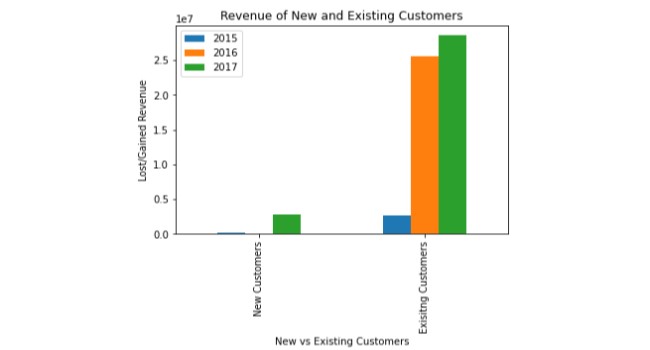 Revenue of New and Existing Customers
1e7
2015
2016
2017
2.5
2.0
1.5
1.0
0.5
0.0
Lost/Gained Revenue
New Customers
Exisitng Customers
New vs Existing Customers